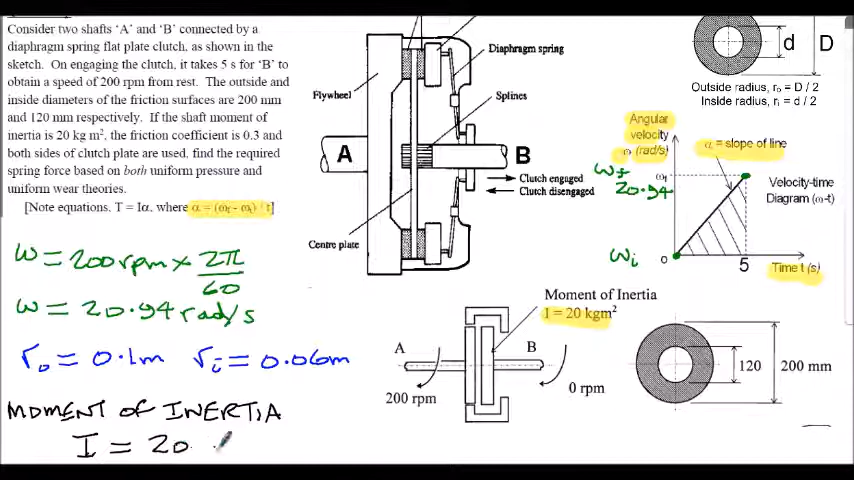 Consider two shafts 'A' and 'B' connected by a
diaphragm spring flat plate clutch, as shown in the
sketch. On engaging the clutch, it takes 5 s for 'B' to
obtain a speed of 200 rpm from rest. The outside and
inside diameters of the friction surfaces are 200 mm
and 120 mm respectively. If the shaft moment of
inertia is 20 kg m², the friction coefficient is 0.3 and
both sides of clutch plate are used, find the required
spring force based on both uniform pressure and
uniform wear theories.
[Note equations, T = Iα, where α = (ωf - ωi) / t]
ω = 200rpm × 2π/60
ω = 20.94 rad/s
ro = 0.1m ri = 0.06m
MOMENT OF INERTIA
I = 20
Diaphragm spring
Flywheel
Splines
A
B
Clutch engaged
Clutch disengaged
Centre plate
d D
Outside radius, ro = D / 2
Inside radius, ri = d / 2
Angular
velocity
ω (rad/s)
α = slope of line
ωf
20.94
ωf
Velocity-time
Diagram (ω-t)
ωi
0
5
Time t (s)
Moment of Inertia
I = 20 kgm²
A
B
200 rpm
0 rpm
120
200 mm